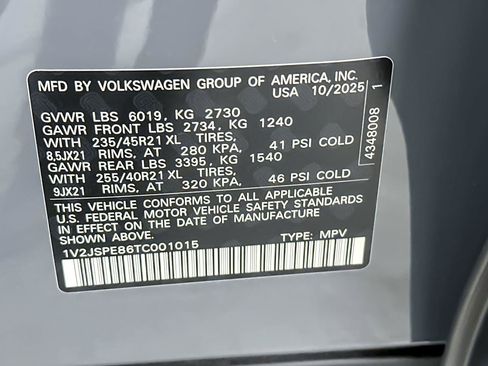 MFD BY VOLKSWAGEN GROUP OF AMERICA, INC.
USA 10/2025
GVWR LBS 6019, KG 2730
GAWR FRONT LBS 2734, KG 1240
WITH 235/45R21 XL TIRES,
8,5JX21 RIMS, AT 280 KPA, 41 PSI COLD
GAWR REAR LBS 3395, KG 1540
WITH 255/40R21 XL TIRES,
9JX21 RIMS, AT 320 KPA, 46 PSI COLD
THIS VEHICLE CONFORMS TO ALL APPLICABLE
U.S. FEDERAL MOTOR VEHICLE SAFETY STANDARDS
IN EFFECT ON THE DATE OF MANUFACTURE
SHOWN ABOVE.
1V2JSPE86TC001015 TYPE: MPV
4348008 1